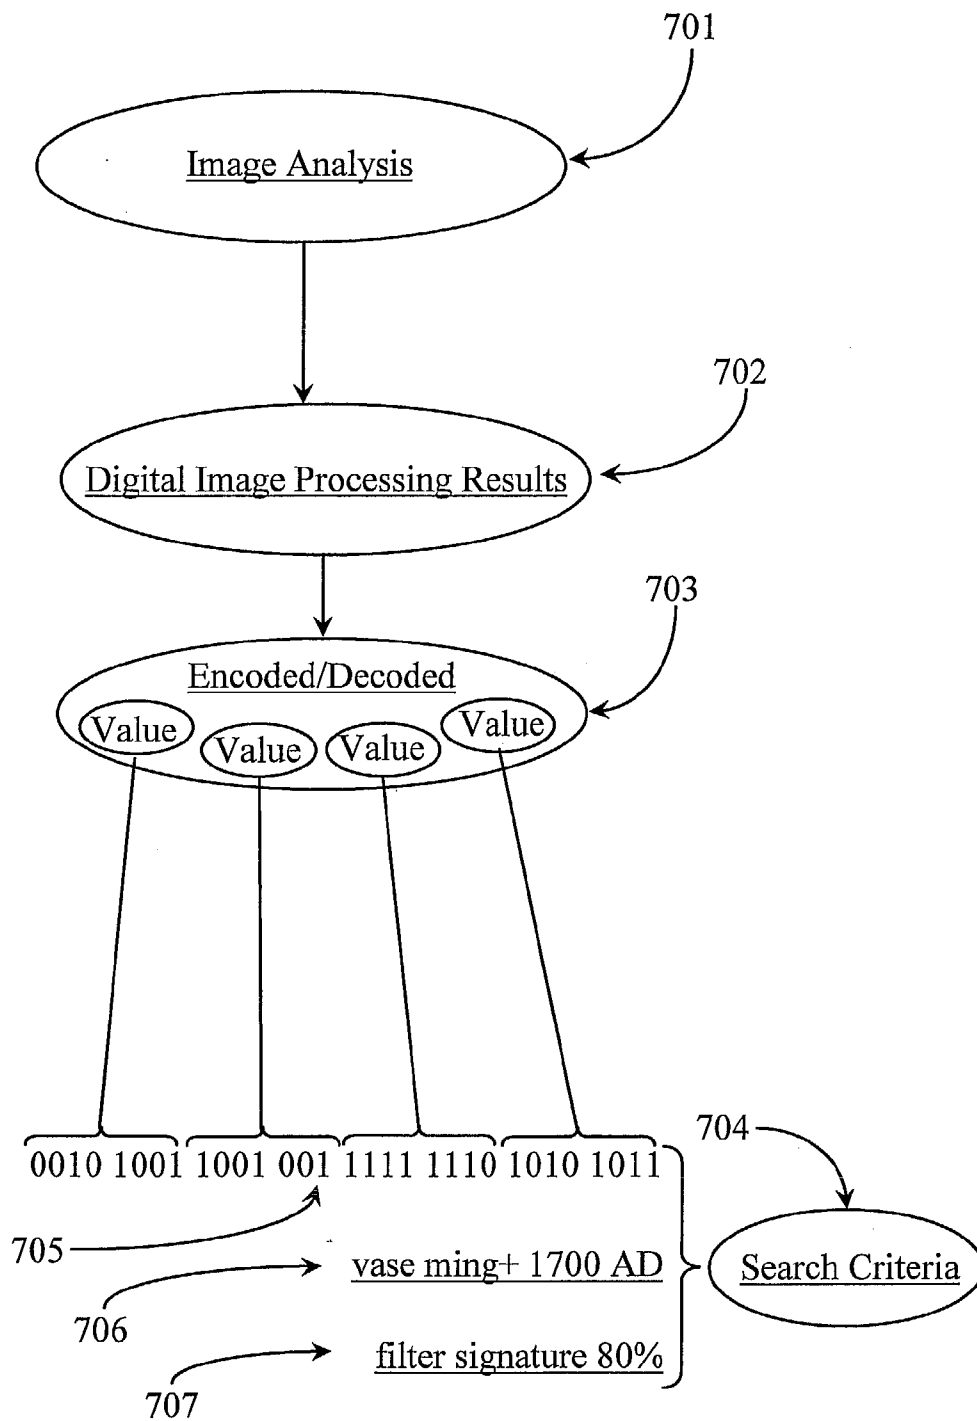 701
Image Analysis
702
Digital Image Processing Results
703
Encoded/Decoded
Value Value Value Value
704
0010 1001 1001 001 1111 1110 1010 1011
705
vase ming+ 1700 AD
Search Criteria
706
filter signature 80%
707